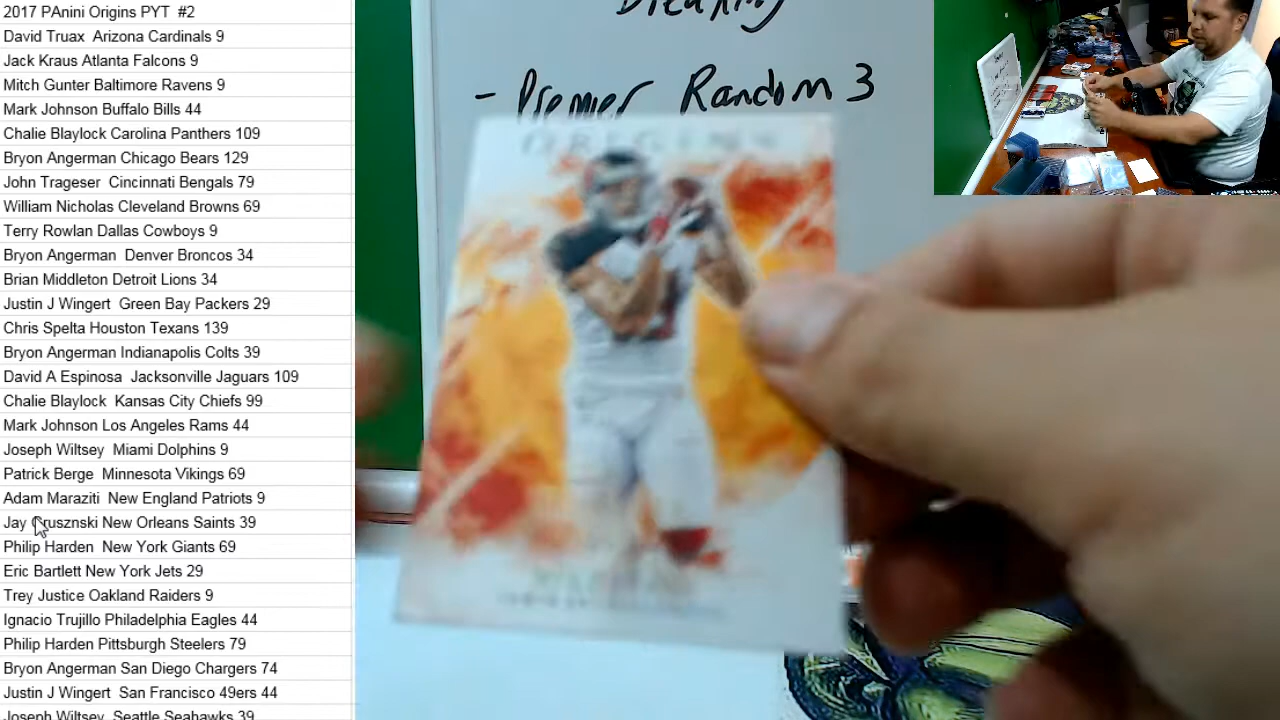 2017 PAnini Origins PYT #2
David Truax Arizona Cardinals 9
Jack Kraus Atlanta Falcons 9
Mitch Gunter Baltimore Ravens 9
Mark Johnson Buffalo Bills 44
Chalie Blaylock Carolina Panthers 109
Bryon Angerman Chicago Bears 129
John Trageser Cincinnati Bengals 79
William Nicholas Cleveland Browns 69
Terry Rowlan Dallas Cowboys 9
Bryon Angerman Denver Broncos 34
Brian Middleton Detroit Lions 34
Justin J Wingert Green Bay Packers 29
Chris Spelta Houston Texans 139
Bryon Angerman Indianapolis Colts 39
David A Espinosa Jacksonville Jaguars 109
Chalie Blaylock Kansas City Chiefs 99
Mark Johnson Los Angeles Rams 44
Joseph Wiltsey Miami Dolphins 9
Patrick Berge Minnesota Vikings 69
Adam Maraziti New England Patriots 9
Jay New Orleans Saints 39
Philip Harden New York Giants 69
Eric Bartlett New York Jets 29
Trey Justice Oakland Raiders 9
Ignacio Trujillo Philadelphia Eagles 44
Philip Harden Pittsburgh Steelers 79
Bryon Angerman San Diego Chargers 74
Justin J Wingert San Francisco 49ers 44
Joseph Wiltsey Seattle Seahawks 39
Breaking
- Premier Random 3
ORIGINS